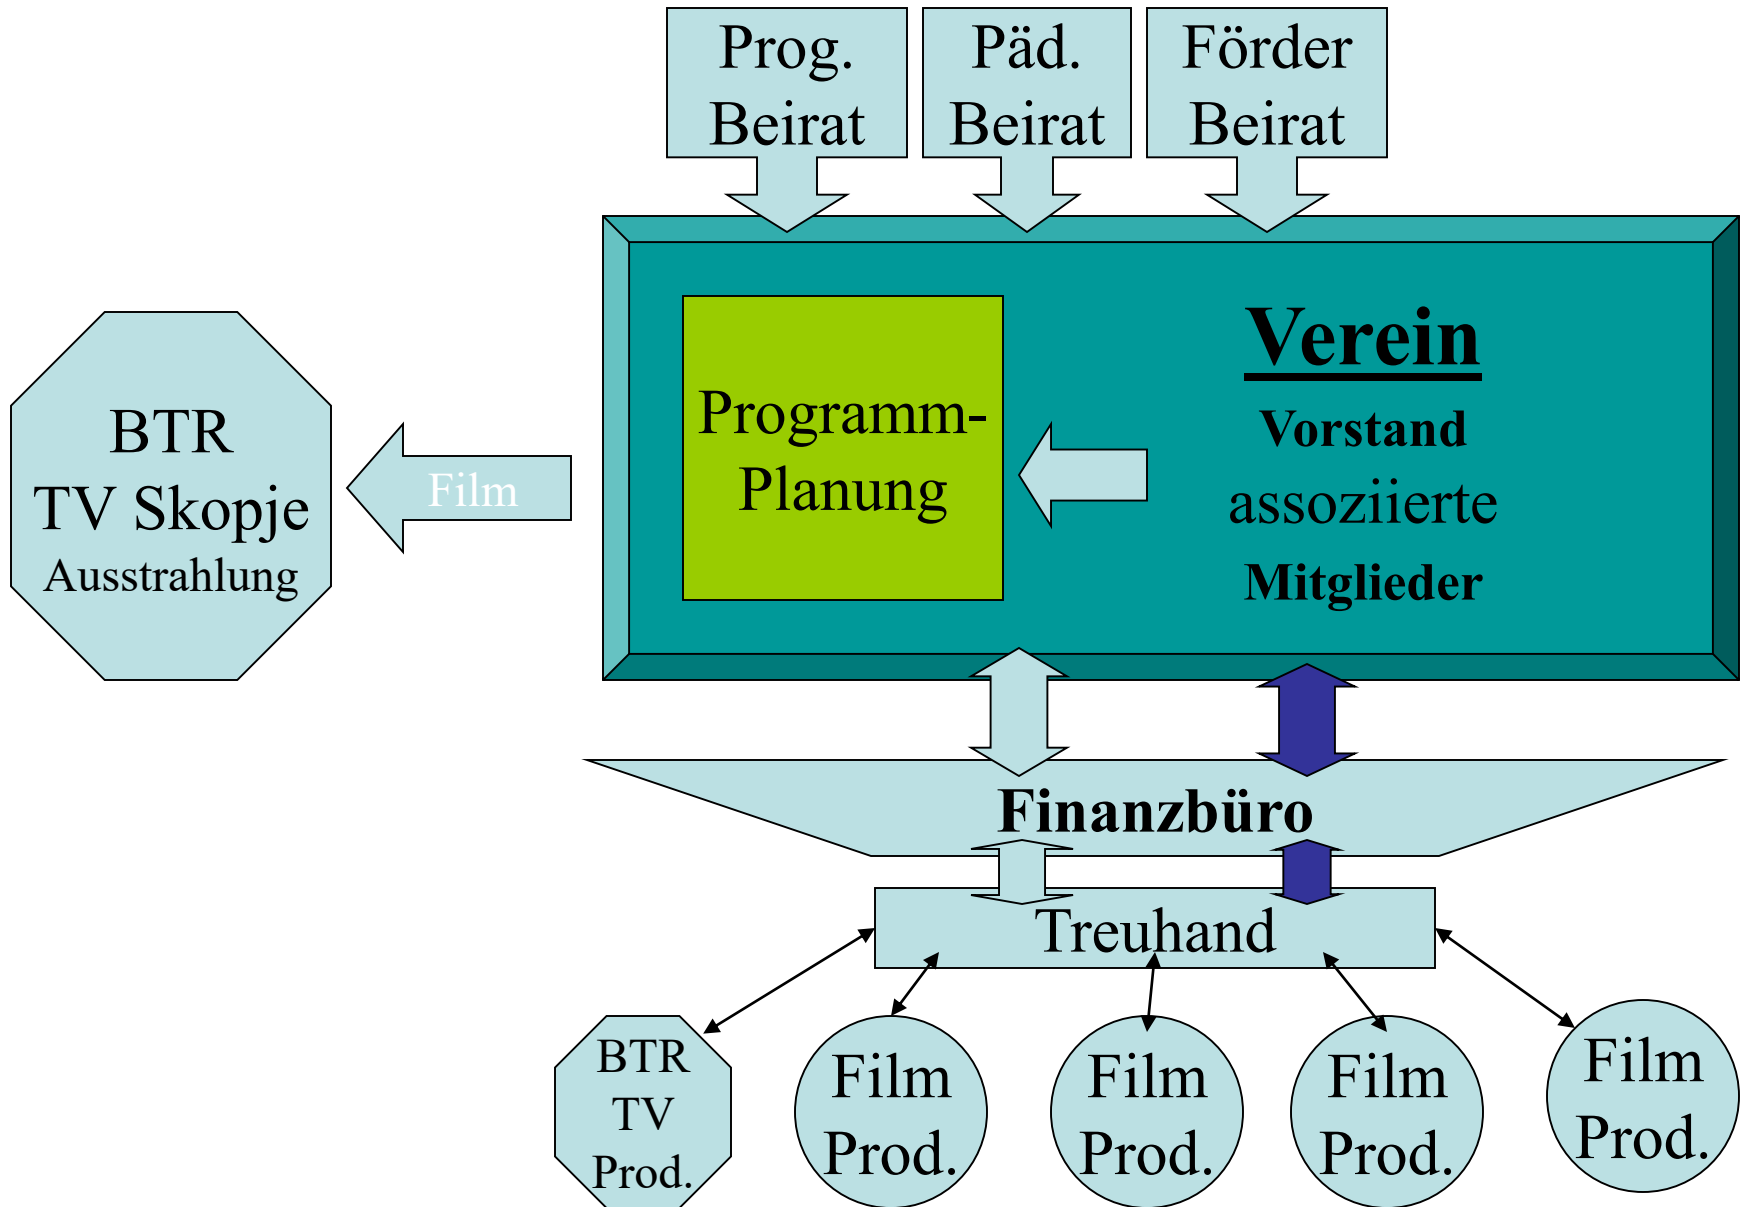 Prog.
Beirat
Päd.
Beirat
Förder
Beirat
BTR
TV Skopje
Ausstrahlung
Film
Programm-
Planung
Verein
Vorstand
assoziierte
Mitglieder
Finanzbüro
Treuhand
BTR
TV
Prod.
Film
Prod.
Film
Prod.
Film
Prod.
Film
Prod.